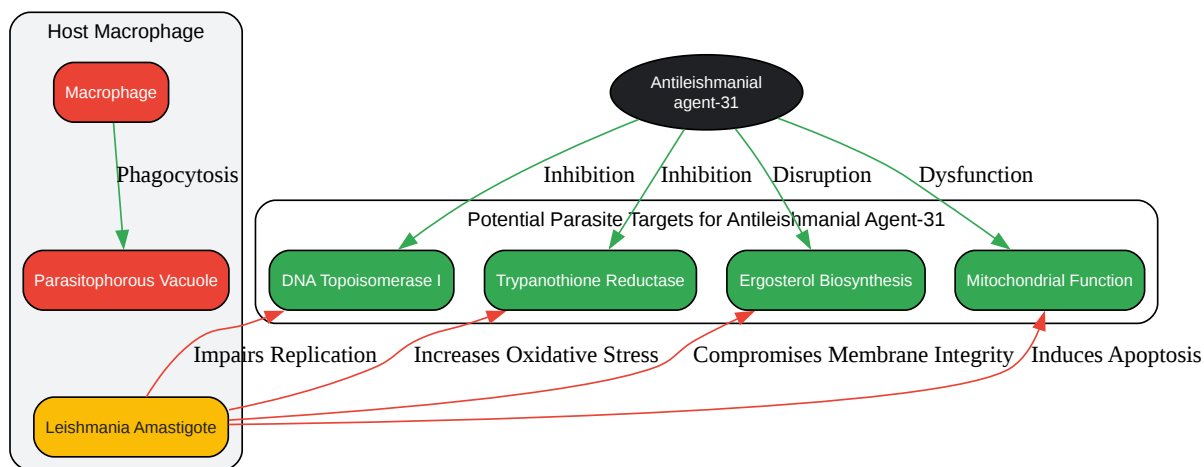 Host Macrophage
Macrophage
Antileishmanial
agent-31
Phagocytosis
Inhibition
Inhibition
Disruption
Dysfunction
Potential Parasite Targets for Antileishmanial Agent-31
Parasitophorous Vacuole
DNA Topoisomerase I
Trypanothione Reductase
Ergosterol Biosynthesis
Mitochondrial Function
Impairs Replication
Increases Oxidative Stress
Compromises Membrane Integrity
Induces Apoptosis
Leishmania Amastigote